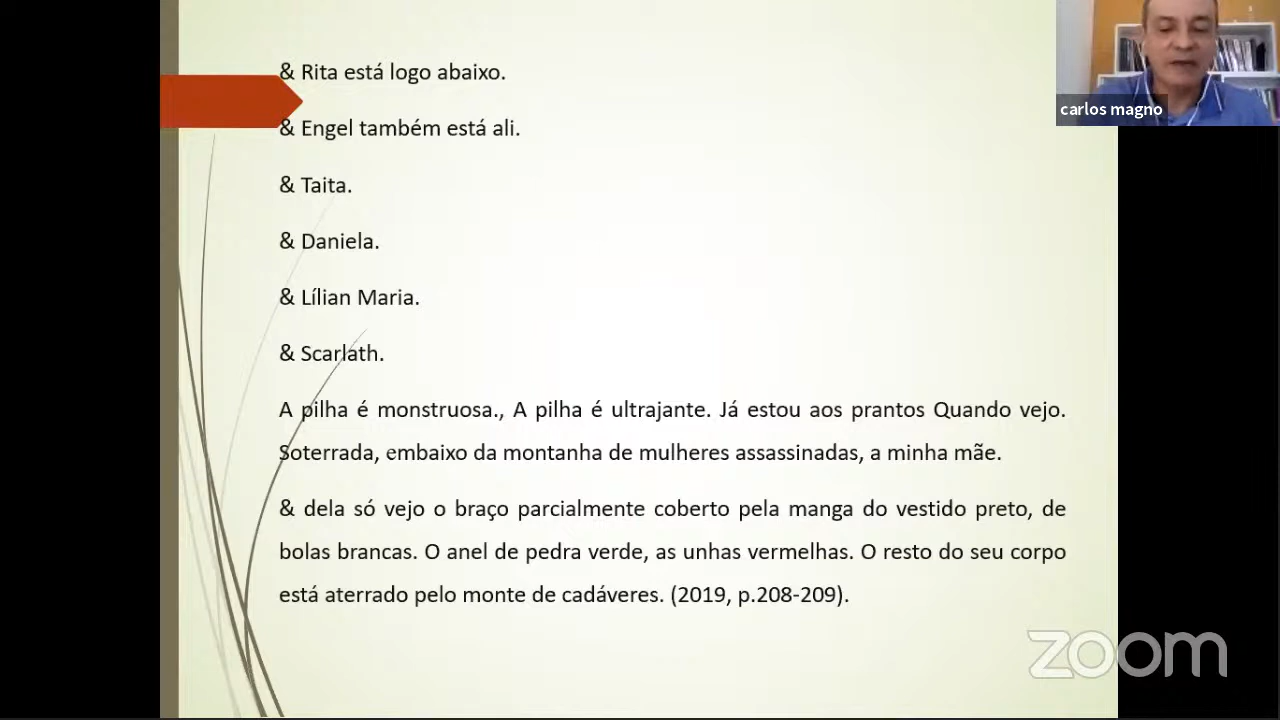 & Rita está logo abaixo.
& Engel também está ali.
& Taita.
& Daniela.
& Lílian Maria.
& Scarlath.
A pilha é monstruosa., A pilha é ultrajante. Já estou aos prantos Quando vejo.
Soterrada, embaixo da montanha de mulheres assassinadas, a minha mãe.
& dela só vejo o braço parcialmente coberto pela manga do vestido preto, de
bolas brancas. O anel de pedra verde, as unhas vermelhas. O resto do seu corpo
está aterrado pelo monte de cadáveres. (2019, p.208-209).
carlos magno
zoom